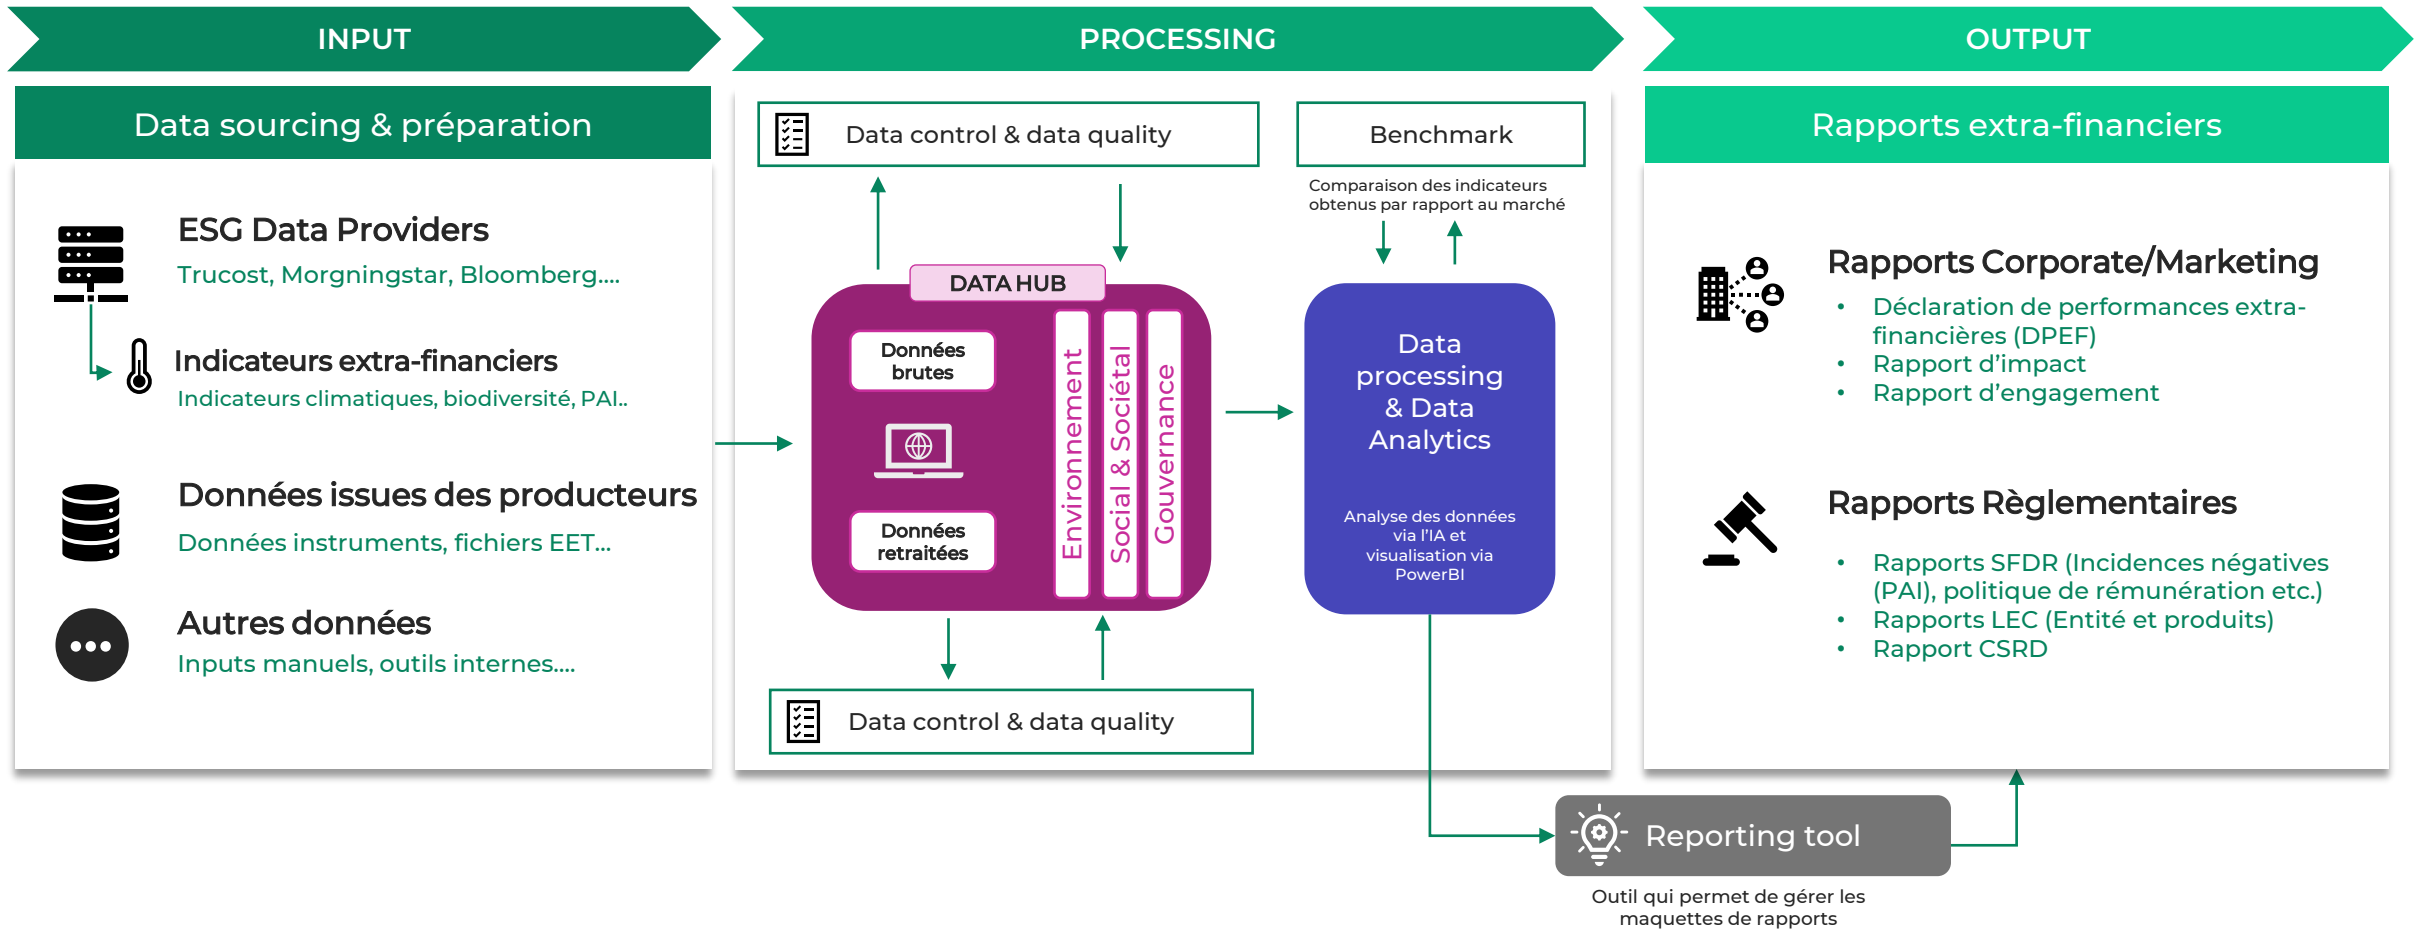 INPUT
PROCESSING
OUTPUT
Data sourcing & préparation
ESG Data Providers
Trucost, Morgningstar, Bloomberg....
Indicateurs extra-financiers
Indicateurs climatiques, biodiversité, PAI..
Données issues des producteurs
Données instruments, fichiers EET...
Autres données
Inputs manuels, outils internes....
Data control & data quality
Benchmark
Comparaison des indicateurs
obtenus par rapport au marché
DATA HUB
Données
brutes
Données
retraitées
Environnement
Social & Sociétal
Gouvernance
Data
processing
& Data
Analytics
Analyse des données
via l'IA et
visualisation via
PowerBI
Data control & data quality
Rapports extra-financiers
Rapports Corporate/Marketing
• Déclaration de performances extra-
financières (DPEF)
• Rapport d'impact
• Rapport d'engagement
Rapports Règlementaires
• Rapports SFDR (Incidences négatives
(PAI), politique de rémunération etc.)
• Rapports LEC (Entité et produits)
• Rapport CSRD
Reporting tool
Outil qui permet de gérer les
maquettes de rapports